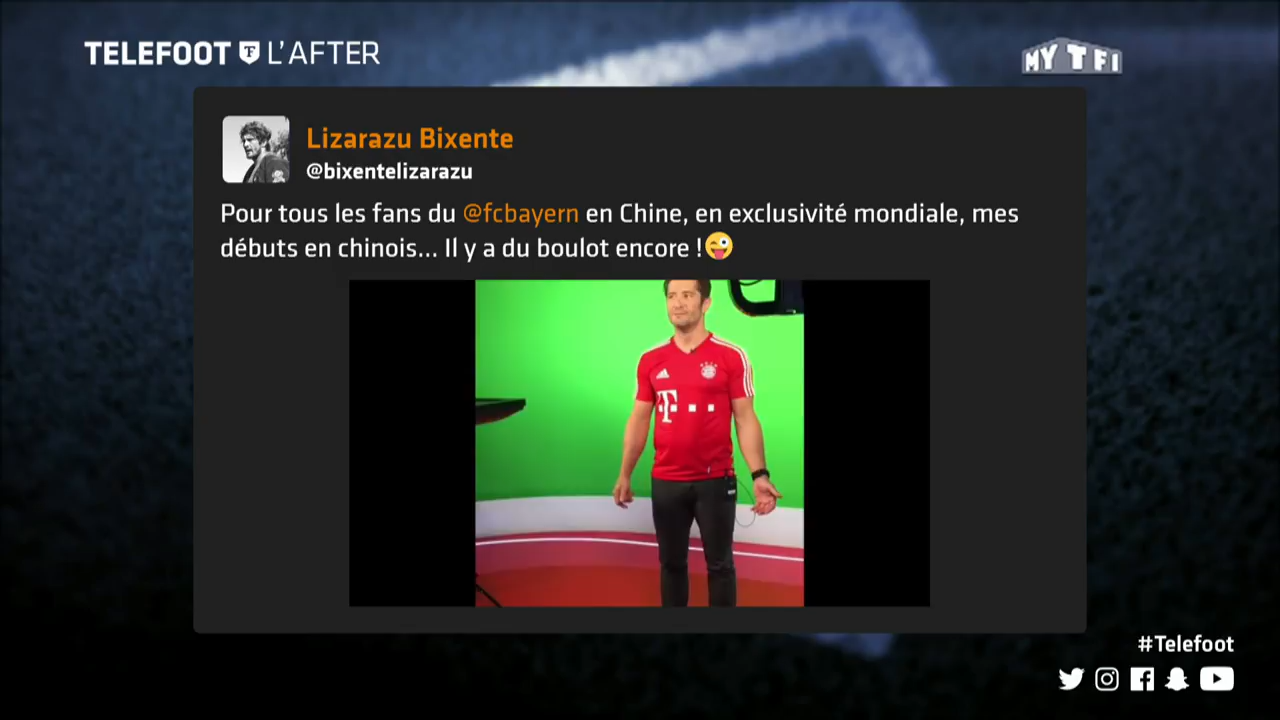 TELEFOOT T L'AFTER
MY TF1
Lizarazu Bixente
@bixentelizarazu
Pour tous les fans du @fcbayern en Chine, en exclusivité mondiale, mes
débuts en chinois... Il y a du boulot encore !😜
T
#Telefoot